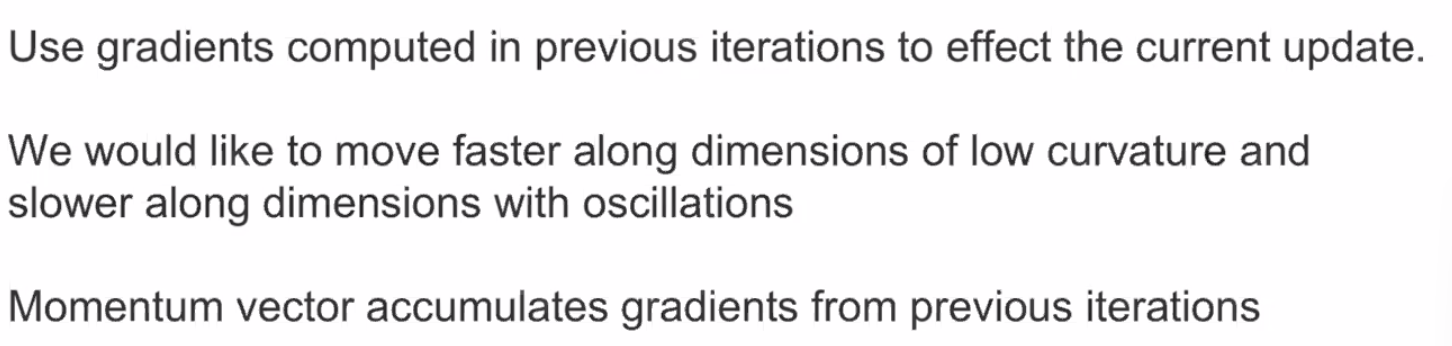 Use gradients computed in previous iterations to effect the current update.
We would like to move faster along dimensions of low curvature and
slower along dimensions with oscillations
Momentum vector accumulates gradients from previous iterations